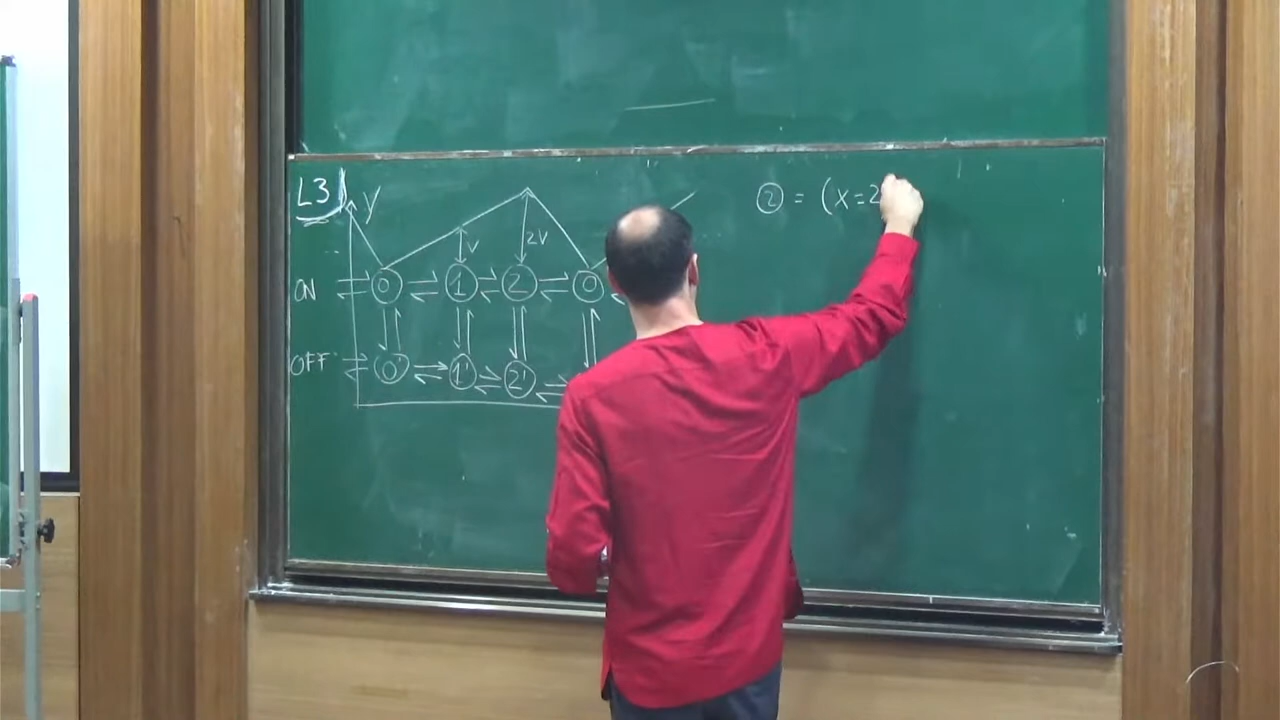 L3
y
② = (x=2
V
2V
ON 0 1 2 0
OFF 0' 1' 2'